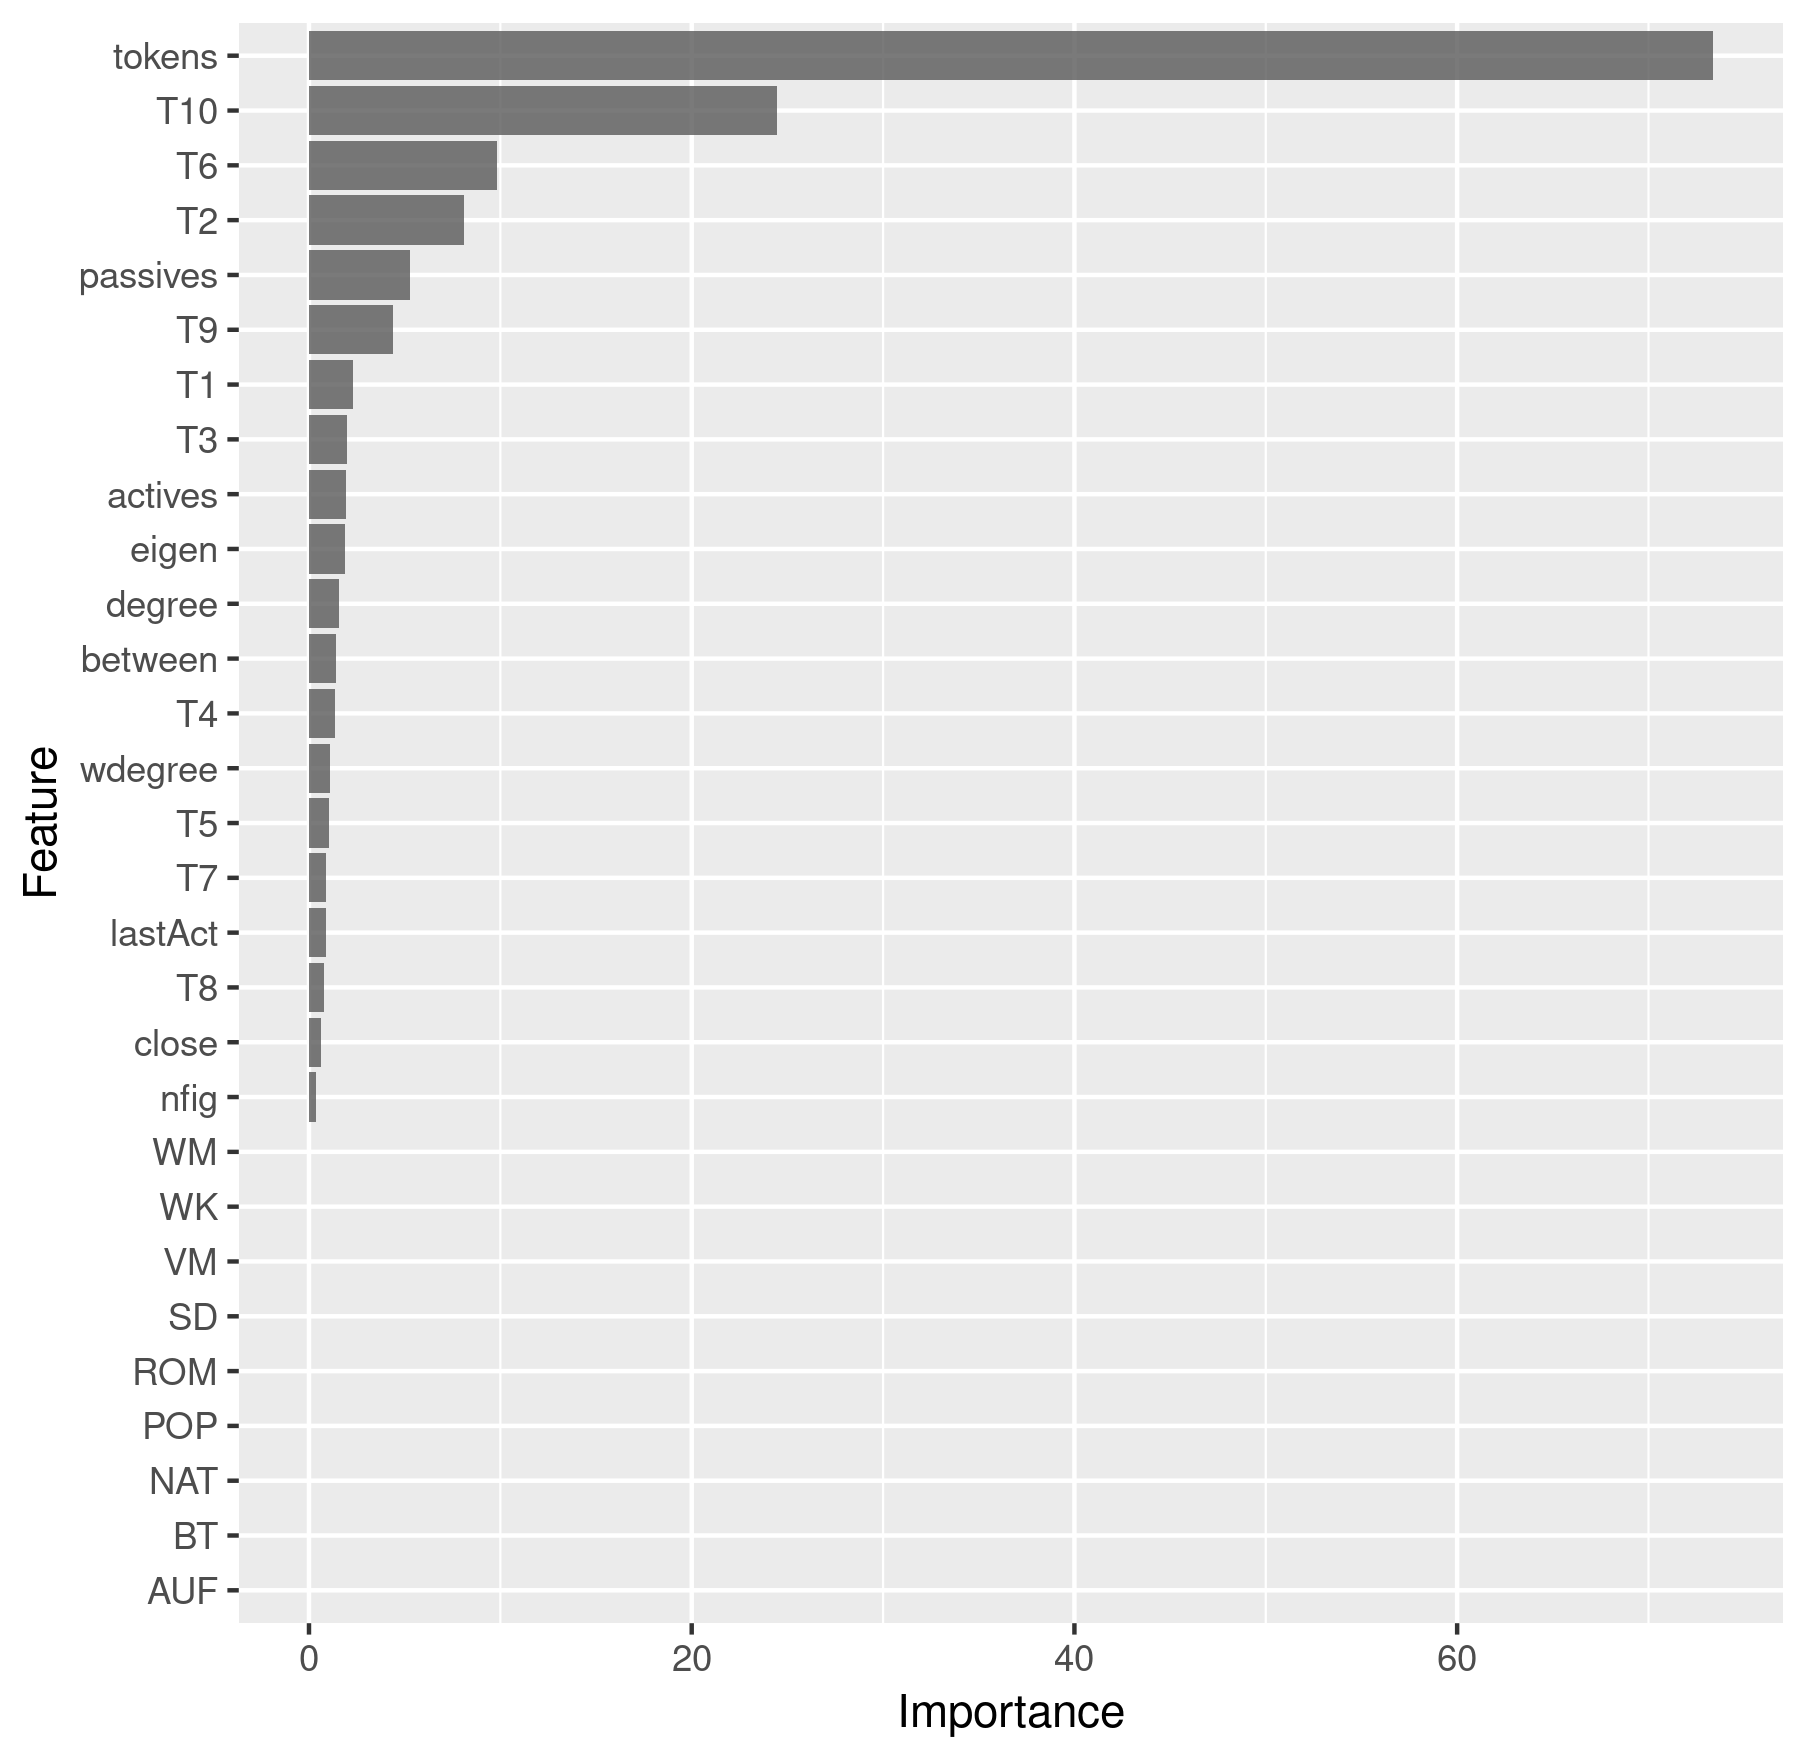 tokens
T10
T6
T2
passives
T9
T1
T3
actives
eigen
degree
between
T4
wdegree
T5
T7
lastAct
T8
close
nfig
WM
WK
VM
SD
ROM
POP
NAT
BT
AUF
Feature
0 20 40 60
Importance